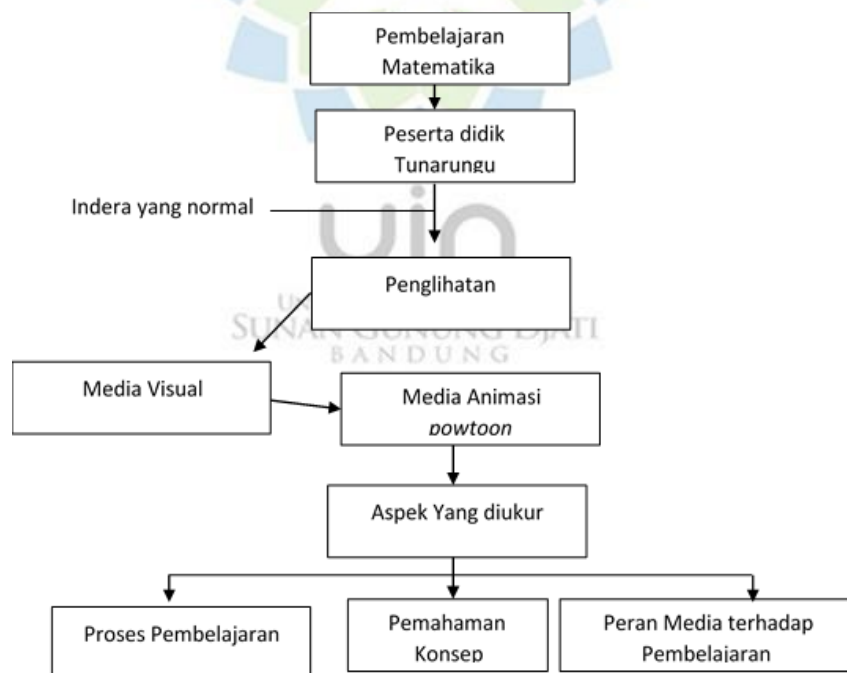 Pembelajaran
Matematika
Peserta didik
Tunarungu
Indera yang normal
uin
Penglihatan
SUNAN GUNUNG DJATI
BANDUNG
Media Visual
Media Animasi
powtoon
Aspek Yang diukur
Proses Pembelajaran
Pemahaman
Konsep
Peran Media terhadap
Pembelajaran